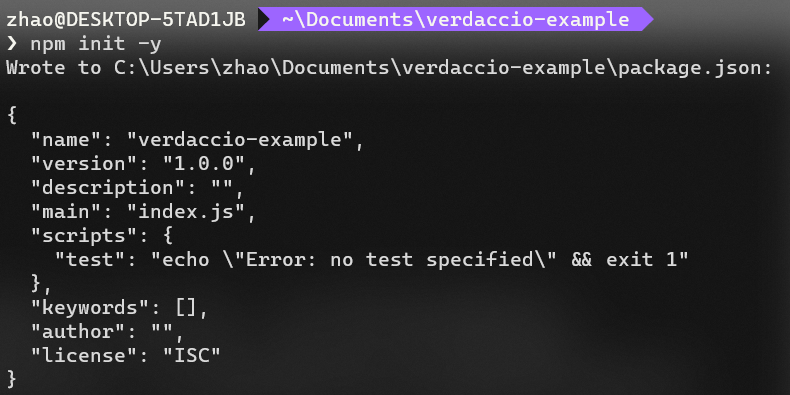 zhao@DESKTOP-5TAD1JB ~\Documents\verdaccio-example
❯ npm init -y
Wrote to C:\Users\zhao\Documents\verdaccio-example\package.json:
{
  "name": "verdaccio-example",
  "version": "1.0.0",
  "description": "",
  "main": "index.js",
  "scripts": {
    "test": "echo \"Error: no test specified\" && exit 1"
  },
  "keywords": [],
  "author": "",
  "license": "ISC"
}